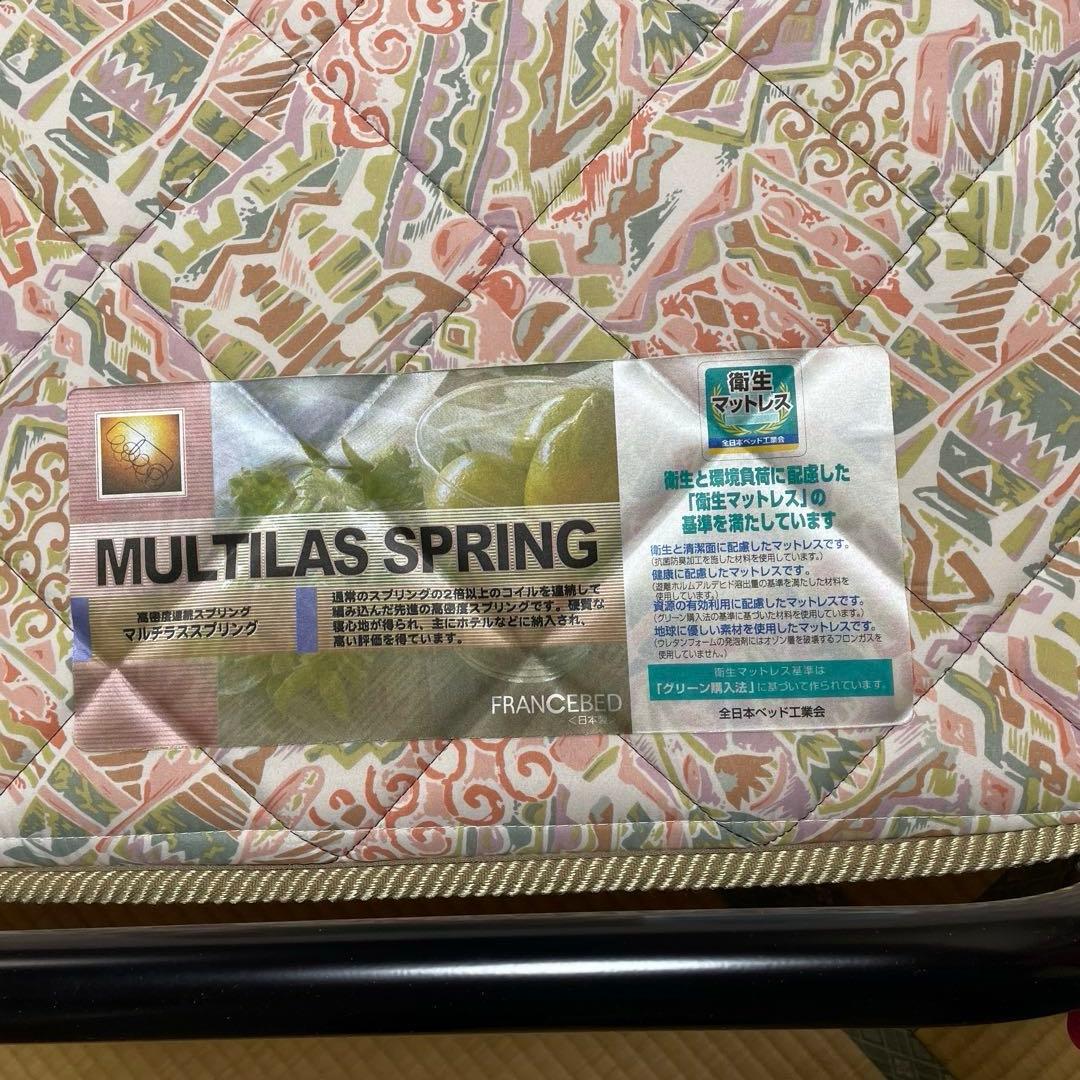 MULTILAS SPRING
高密度連続スプリング
マルチラススプリング
通常のスプリングの2倍以上のコイルを連続して
編み込んだ先進の高密度スプリングです。硬質な
寝心地が得られ、主にホテルなどに納入され、
高い評価を得ています。
FRANCEBED
<日本製>
衛生
マットレス
全日本ベッド工業会
衛生と環境負荷に配慮した
「衛生マットレス」の
基準を満たしています
衛生と清潔面に配慮したマットレスです。
(抗菌防臭加工を施した材料を使用しています。)
健康に配慮したマットレスです。
(遊離ホルムアルデヒド溶出量の基準を満たした材料を
使用しています。)
資源の有効利用に配慮したマットレスです。
(グリーン購入法の基準に基づいた材料を使用しています。)
地球に優しい素材を使用したマットレスです。
(ウレタンフォームの発泡剤にはオゾン層を破壊するフロンガスを
使用していません。)
衛生マットレス基準は
「グリーン購入法」に基づいて作られています。
全日本ベッド工業会